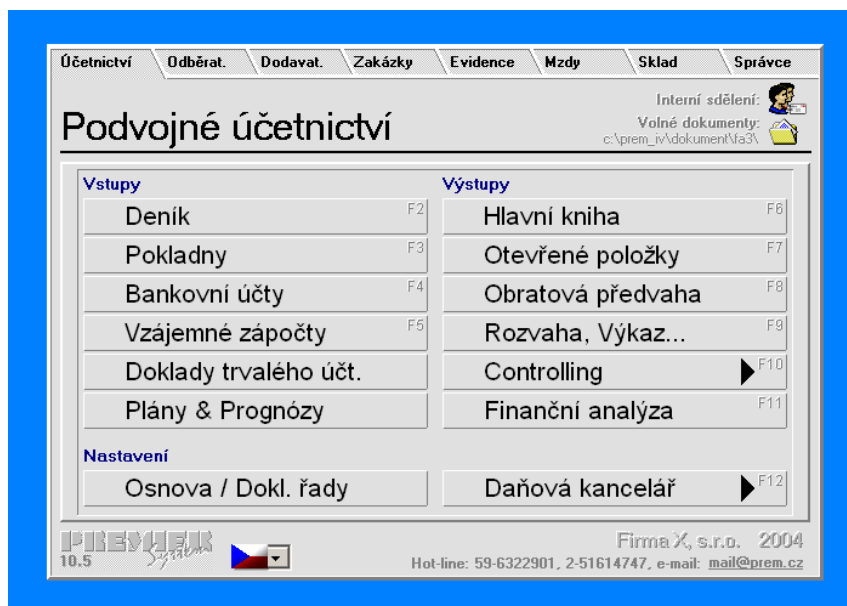 Účetnictví Odběrat. Dodavat. Zakázky Evidence Mzdy Sklad Správce
Interní sdělení:
Podvojné účetnictví
Volné dokumenty:
c:\prem_iv\dokument\fa3\
Vstupy
Deník F2
Pokladny F3
Bankovní účty F4
Vzájemné zápočty F5
Doklady trvalého účt.
Plány & Prognózy
Výstupy
Hlavní kniha F6
Otevřené položky F7
Obratová předvaha F8
Rozvaha, Výkaz... F9
Controlling F10
Finanční analýza F11
Nastavení
Osnova / Dokl. řady
Daňová kancelář F12
PREMIER
System
10.5
Firma X, s.r.o. 2004
Hot-line: 59-6322901, 2-51614747, e-mail: mail@prem.cz